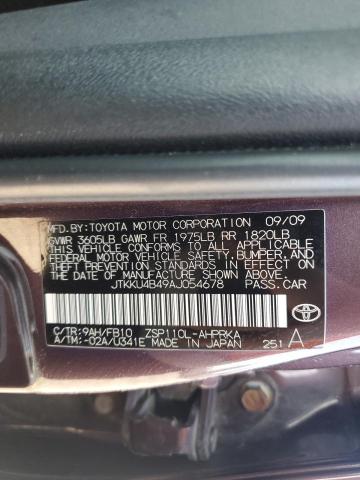 MFD.BY:TOYOTA MOTOR CORPORATION 09/09
GVWR 3605LB GAWR FR 1975LB RR 1820LB
THIS VEHICLE CONFORMS TO ALL APPLICABLE
FEDERAL MOTOR VEHICLE SAFETY, BUMPER, AND
THEFT PREVENTION STANDARDS IN EFFECT ON
THE DATE OF MANUFACTURE SHOWN ABOVE.
JTKKU4B49AJ054678 PASS.CAR
C/TR:9AH/FB10 ZSP110L-AHPRKA
A/TM:-02A/U341E MADE IN JAPAN 251 A